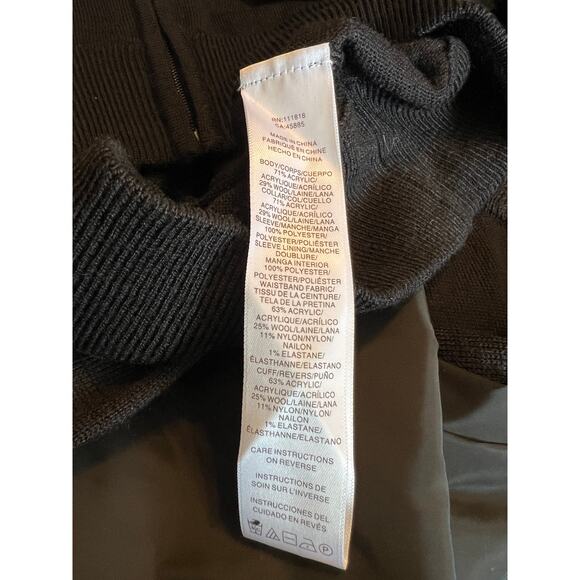 RN:111818
CA:45885
MADE IN CHINA
FABRIQUÉ EN CHINE
HECHO EN CHINA
BODY/CORPS/CUERPO
71% ACRYLIC/
ACRYLIQUE/ACRÍLICO
29% WOOL/LAINE/LANA
COLLAR/COL/CUELLO
71% ACRYLIC/
ACRYLIQUE/ACRÍLICO
29% WOOL/LAINE/LANA
SLEEVE/MANCHE/MANGA
100% POLYESTER/
POLYESTER/POLIÉSTER
SLEEVE LINING/MANCHE
DOUBLURE/
MANGA INTERIOR
100% POLYESTER/
POLYESTER/POLIÉSTER
WAISTBAND FABRIC/
TISSU DE LA CEINTURE/
TELA DE LA PRETINA
63% ACRYLIC/
ACRYLIQUE/ACRÍLICO
25% WOOL/LAINE/LANA
11% NYLON/NYLON/
NAILON
1% ELASTANE/
ÉLASTHANNE/ELASTANO
CUFF/REVERS/PUÑO
63% ACRYLIC/
ACRYLIQUE/ACRÍLICO
25% WOOL/LAINE/LANA
11% NYLON/NYLON/
NAILON
1% ELASTANE/
ÉLASTHANNE/ELASTANO
CARE INSTRUCTIONS
ON REVERSE
INSTRUCTIONS DE
SOIN SUR L'INVERSE
INSTRUCCIONES DEL
CUIDADO EN REVÉS
P